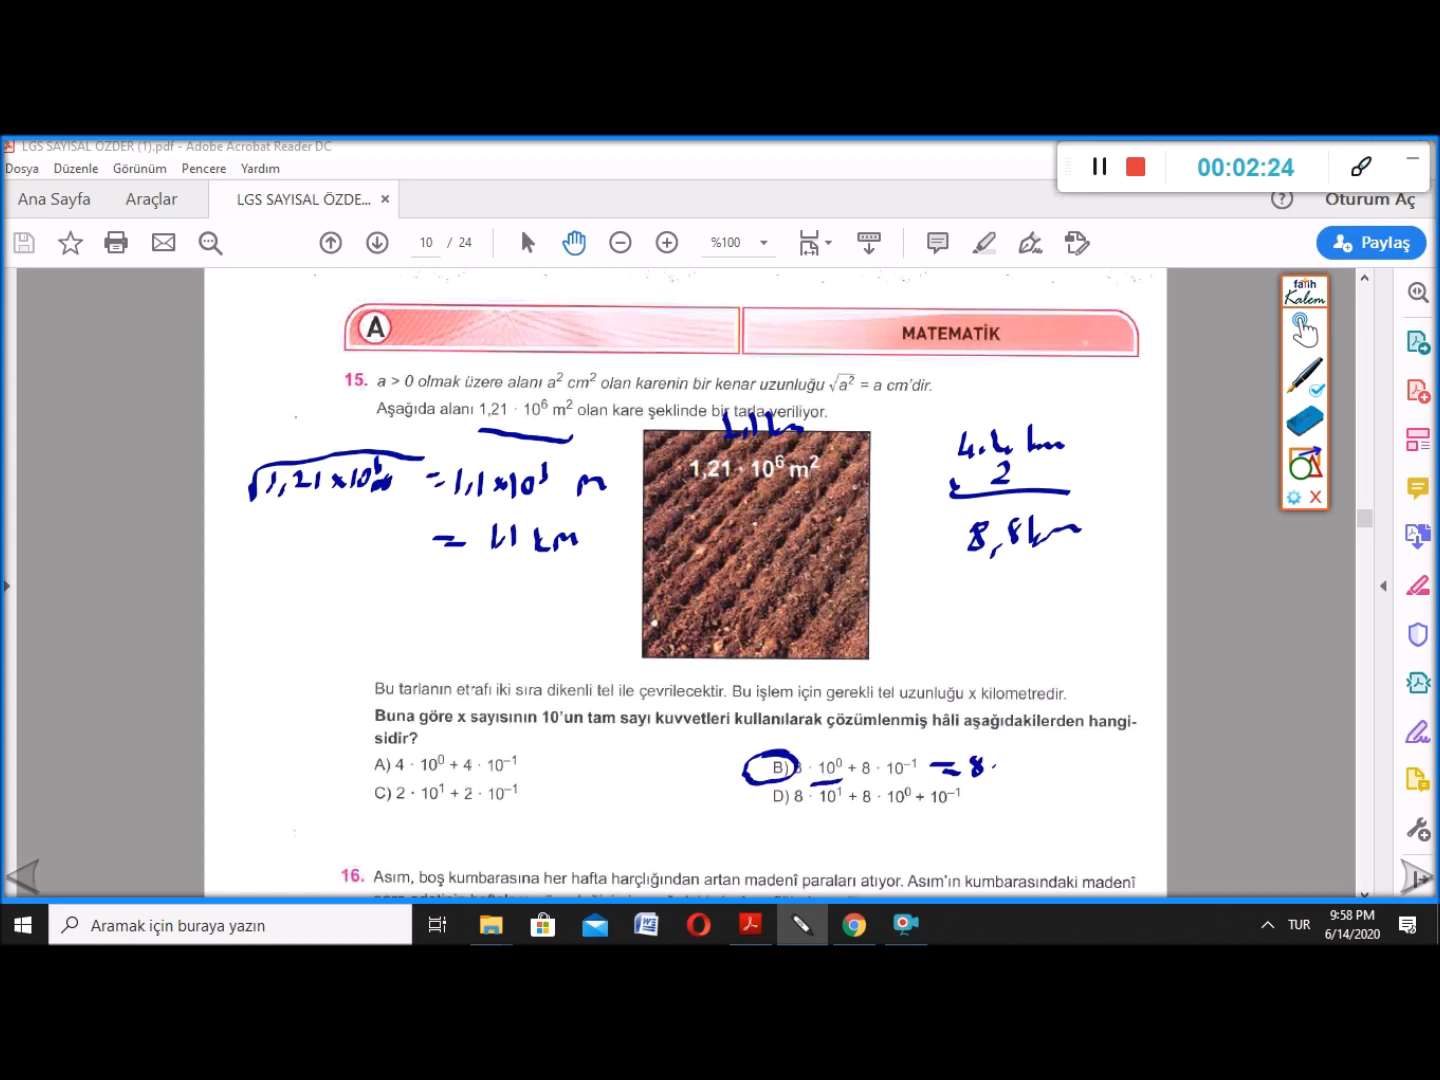 LGS SAYISAL ÖZDER (1).pdf - Adobe Acrobat Reader DC
Dosya Düzenle Görünüm Pencere Yardım
00:02:24
Ana Sayfa Araçlar LGS SAYISAL ÖZDE... × Oturum Aç
10 / 24 %100 Paylaş
fatih
Kalem
A MATEMATİK
15. a > 0 olmak üzere alanı a² cm² olan karenin bir kenar uzunluğu √a² = a cm'dir.
Aşağıda alanı 1,21 · 10⁶ m² olan kare şeklinde bir tarla veriliyor.
1,1 km
1,21 · 10⁶ m²
√1,21×10⁶ = 1,1×10³ m
= 1,1 km
4,4 km
× 2
8,8 km
Bu tarlanın etrafı iki sıra dikenli tel ile çevrilecektir. Bu işlem için gerekli tel uzunluğu x kilometredir.
Buna göre x sayısının 10'un tam sayı kuvvetleri kullanılarak çözümlenmiş hâli aşağıdakilerden hangi-
sidir?
A) 4 · 10⁰ + 4 · 10⁻¹
B) 8 · 10⁰ + 8 · 10⁻¹ = 8.
C) 2 · 10¹ + 2 · 10⁻¹
D) 8 · 10¹ + 8 · 10⁰ + 10⁻¹
16. Asım, boş kumbarasına her hafta harçlığından artan madenî paraları atıyor. Asım'ın kumbarasındaki madenî
Aramak için buraya yazın
TUR
9:58 PM
6/14/2020